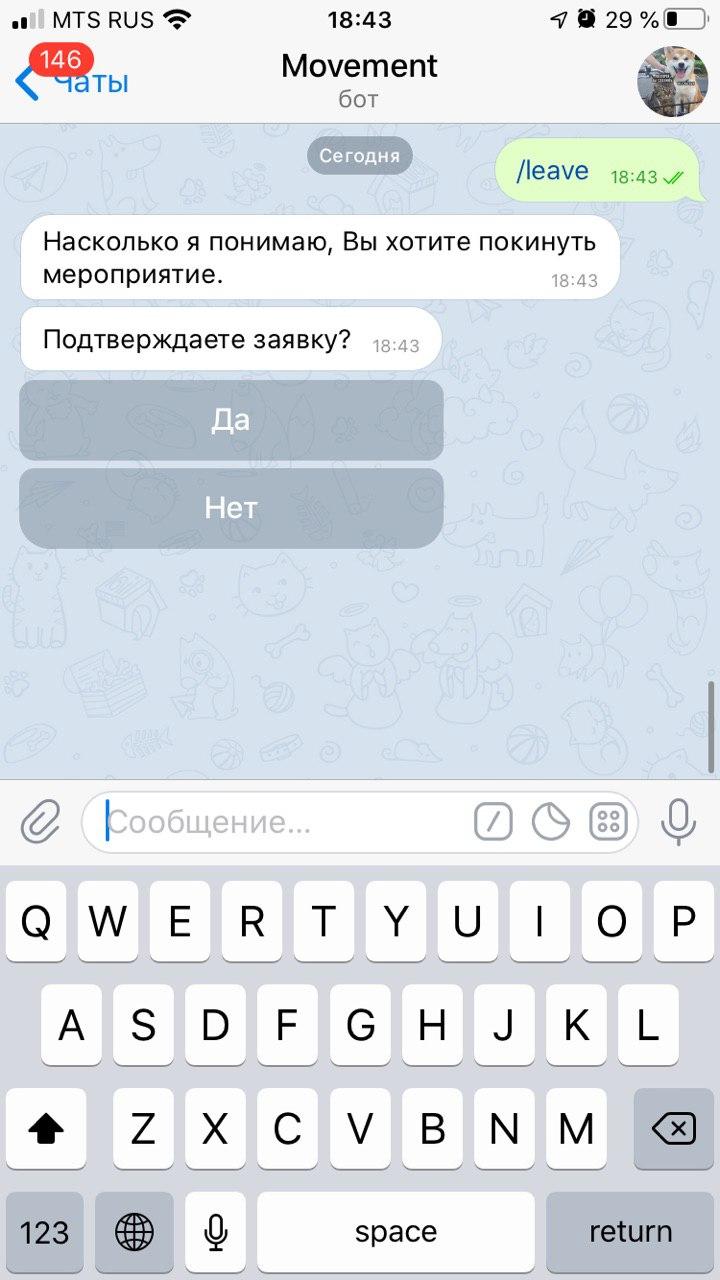 MTS RUS 18:43 29 %
146
Чаты
Movement
бот
Сегодня
/leave 18:43
Насколько я понимаю, Вы хотите покинуть
мероприятие. 18:43
Подтверждаете заявку? 18:43
Да
Нет
Сообщение...
Q W E R T Y U I O P
A S D F G H J K L
Z X C V B N M
123 space return